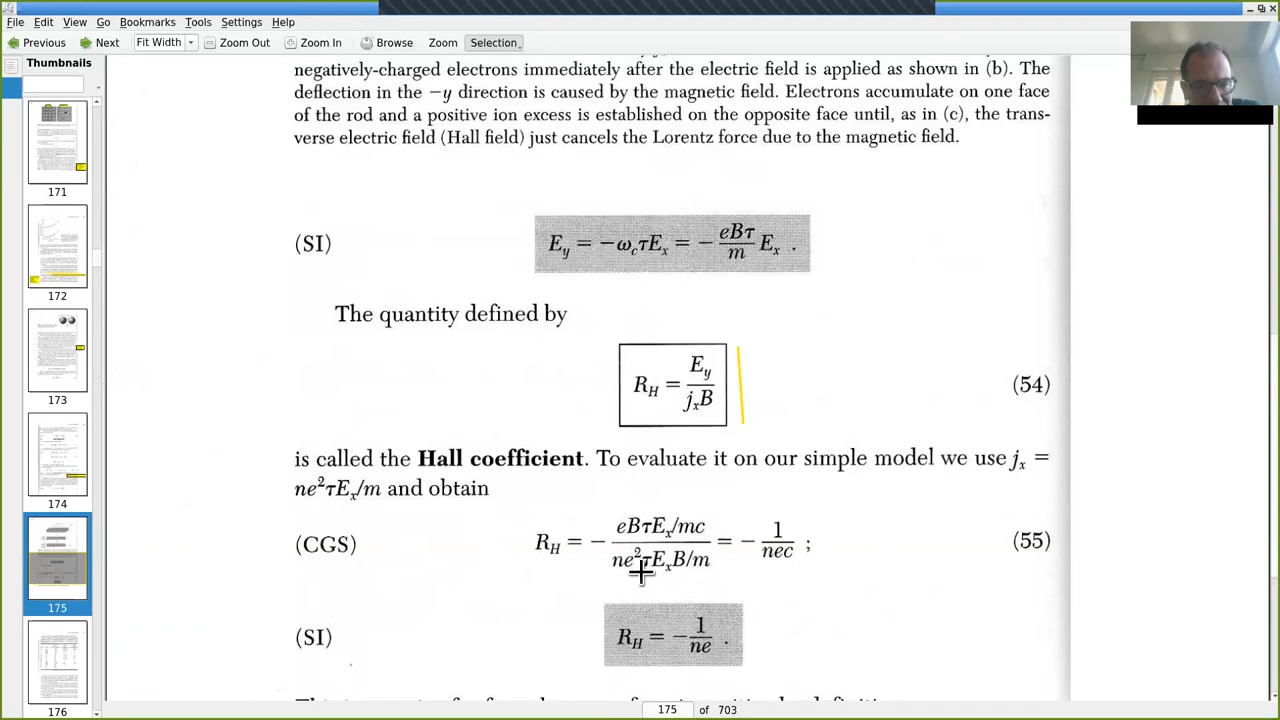 File Edit View Go Bookmarks Tools Settings Help
Previous Next Fit Width Zoom Out Zoom In Browse Zoom Selection
Thumbnails
171
172
173
174
175
176
negatively-charged electrons immediately after the electric field is applied as shown in (b). The
deflection in the −y direction is caused by the magnetic field. Electrons accumulate on one face
of the rod and a positive ion excess is established on the opposite face until, as in (c), the trans-
verse electric field (Hall field) just cancels the Lorentz force due to the magnetic field.
(SI) E_y = −ω_cτE_x = − eBτ/m E_x .
The quantity defined by
R_H = E_y/j_xB (54)
is called the Hall coefficient. To evaluate it on our simple model we use j_x =
ne²τE_x/m and obtain
(CGS) R_H = − (eBτE_x/mc)/(ne²τE_xB/m) = − 1/nec ; (55)
(SI) R_H = − 1/ne .
175 of 703